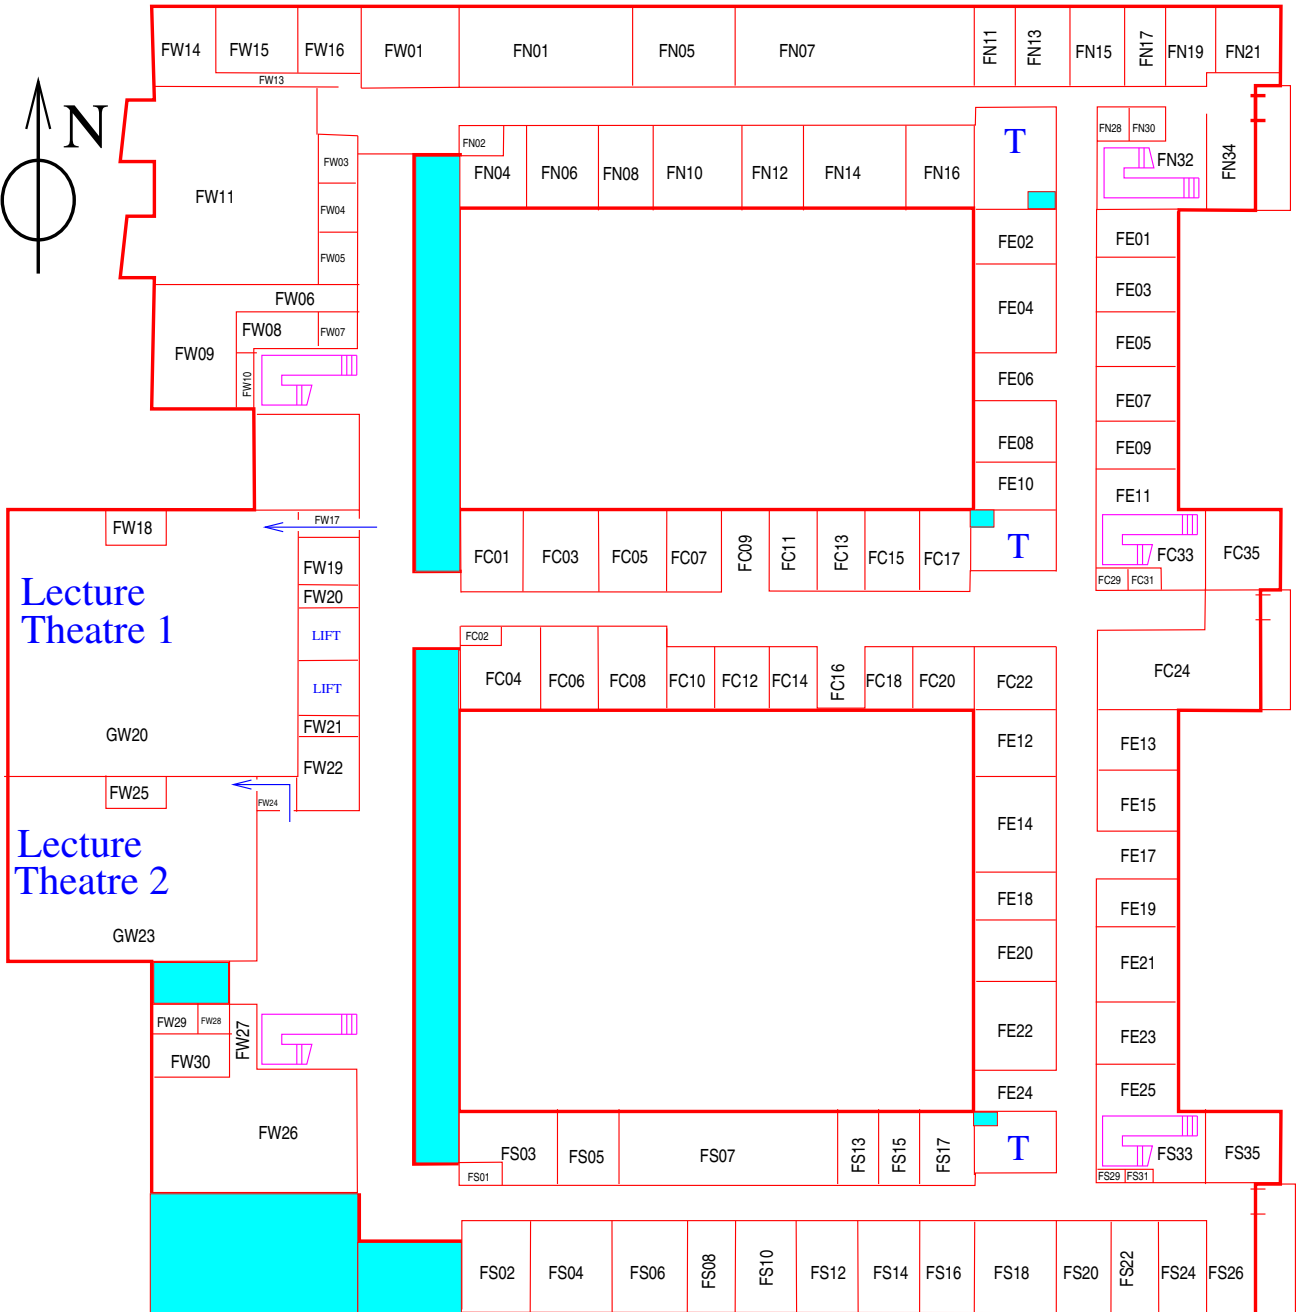 FW14 FW15 FW16 FW01 FN01 FN05 FN07 FN11 FN13 FN15 FN17 FN19 FN21
FW13
N
FN02 T FN28 FN30
FW03 FN04 FN06 FN08 FN10 FN12 FN14 FN16 FN32 FN34
FW11
FW04
FE02 FE01
FW05
FW06 FE03
FE04
FW08 FW07
FW09 FE05
FW10 FE06
FE07
FE08 FE09
FE10 FE11
FW18 FW17
FC01 FC03 FC05 FC07 FC09 FC11 FC13 FC15 FC17 T FC33 FC35
FW19 FC29 FC31
Lecture
Theatre 1
FW20
LIFT FC02
FC04 FC06 FC08 FC10 FC12 FC14 FC16 FC18 FC20 FC22 FC24
LIFT
FW21
GW20 FE12 FE13
FW22
FW25 FW24 FE15
FE14
Lecture
Theatre 2
FE17
FE18 FE19
GW23
FE20 FE21
FW29 FW28
FW27 FE22 FE23
FW30
FE24 FE25
FW26 FS03 FS05 FS07 FS13 FS15 FS17 T FS33 FS35
FS01 FS29 FS31
FS02 FS04 FS06 FS08 FS10 FS12 FS14 FS16 FS18 FS20 FS22 FS24 FS26